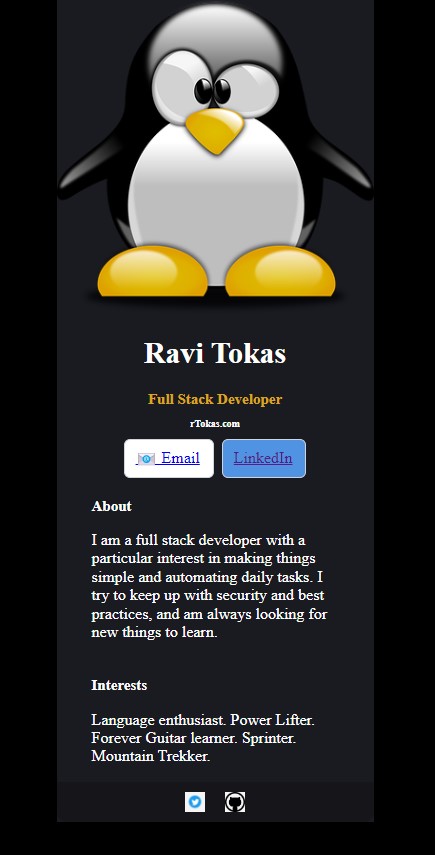 Ravi Tokas
Full Stack Developer
rTokas.com
Email
LinkedIn
About
I am a full stack developer with a
particular interest in making things
simple and automating daily tasks. I
try to keep up with security and best
practices, and am always looking for
new things to learn.
Interests
Language enthusiast. Power Lifter.
Forever Guitar learner. Sprinter.
Mountain Trekker.